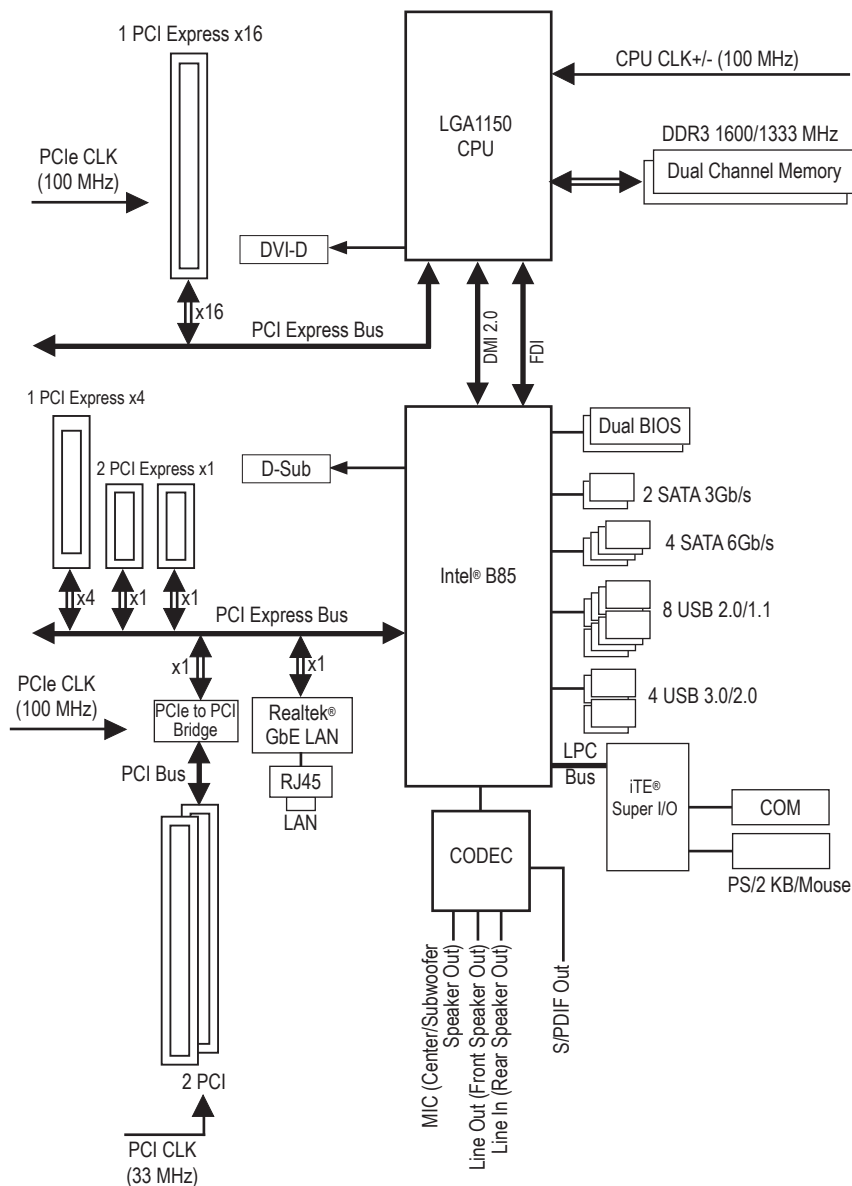 1 PCI Express x16
CPU CLK+/- (100 MHz)
LGA1150
CPU
DDR3 1600/1333 MHz
Dual Channel Memory
PCIe CLK
(100 MHz)
DVI-D
x16
PCI Express Bus
DMI 2.0
FDI
1 PCI Express x4
2 PCI Express x1
D-Sub
Dual BIOS
2 SATA 3Gb/s
4 SATA 6Gb/s
Intel® B85
x4
x1
x1
PCI Express Bus
8 USB 2.0/1.1
x1
x1
PCIe CLK
(100 MHz)
PCIe to PCI
Bridge
Realtek®
GbE LAN
4 USB 3.0/2.0
LPC
Bus
PCI Bus
RJ45
LAN
iTE®
Super I/O
COM
PS/2 KB/Mouse
CODEC
MIC (Center/Subwoofer
Speaker Out)
Line Out (Front Speaker Out)
Line In (Rear Speaker Out)
S/PDIF Out
2 PCI
PCI CLK
(33 MHz)